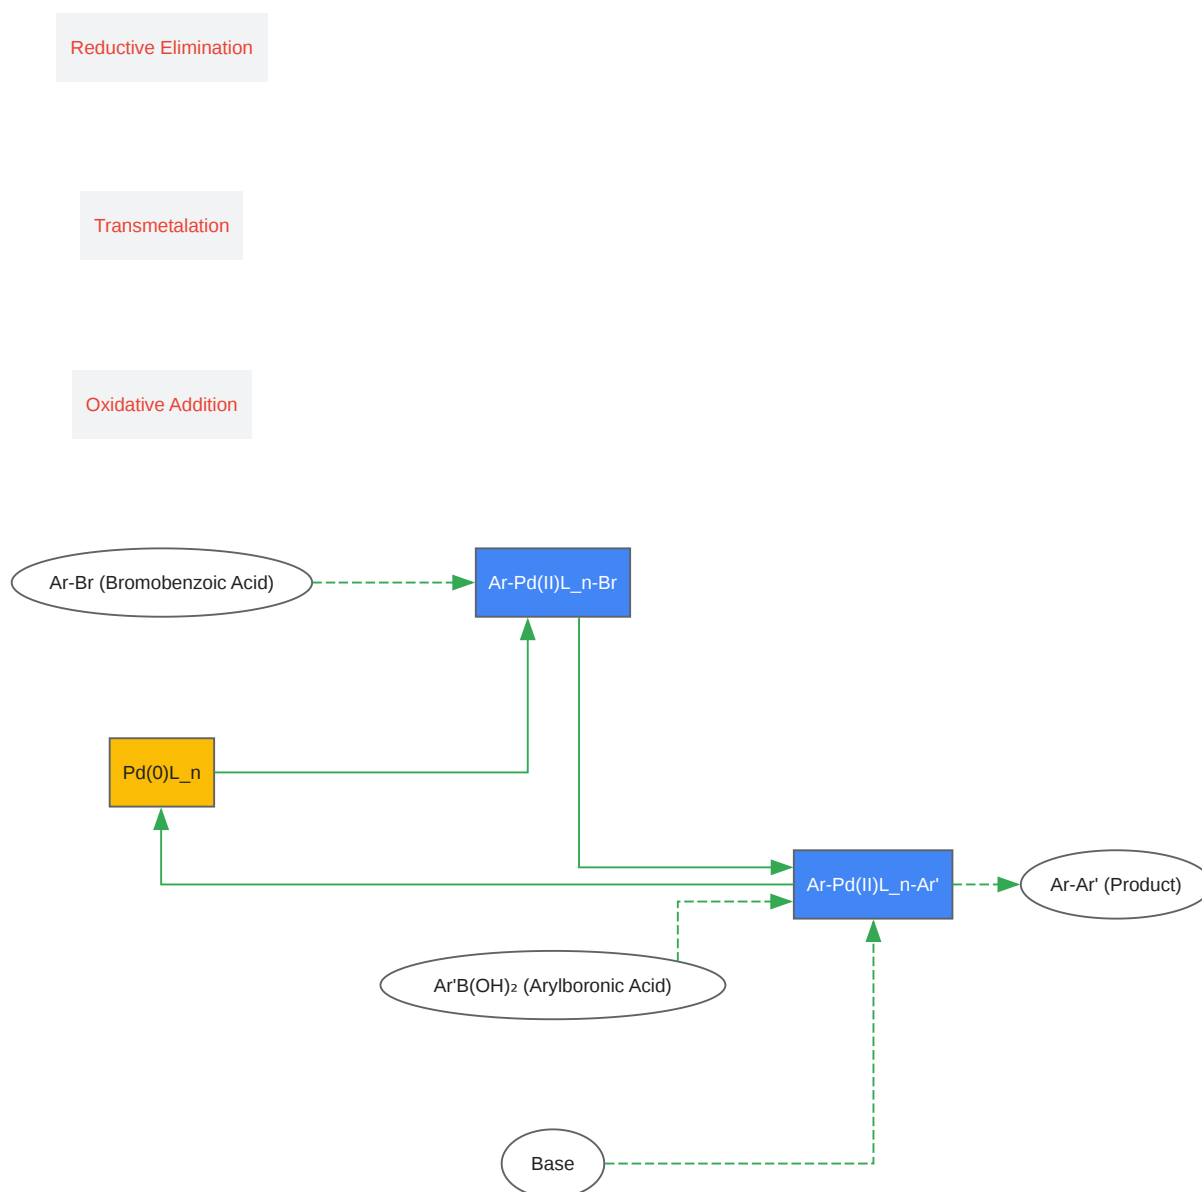 Reductive Elimination
Transmetalation
Oxidative Addition
Ar-Br (Bromobenzoic Acid)
Ar-Pd(II)L_n-Br
Pd(0)L_n
Ar-Pd(II)L_n-Ar'
Ar-Ar' (Product)
Ar'B(OH)₂ (Arylboronic Acid)
Base